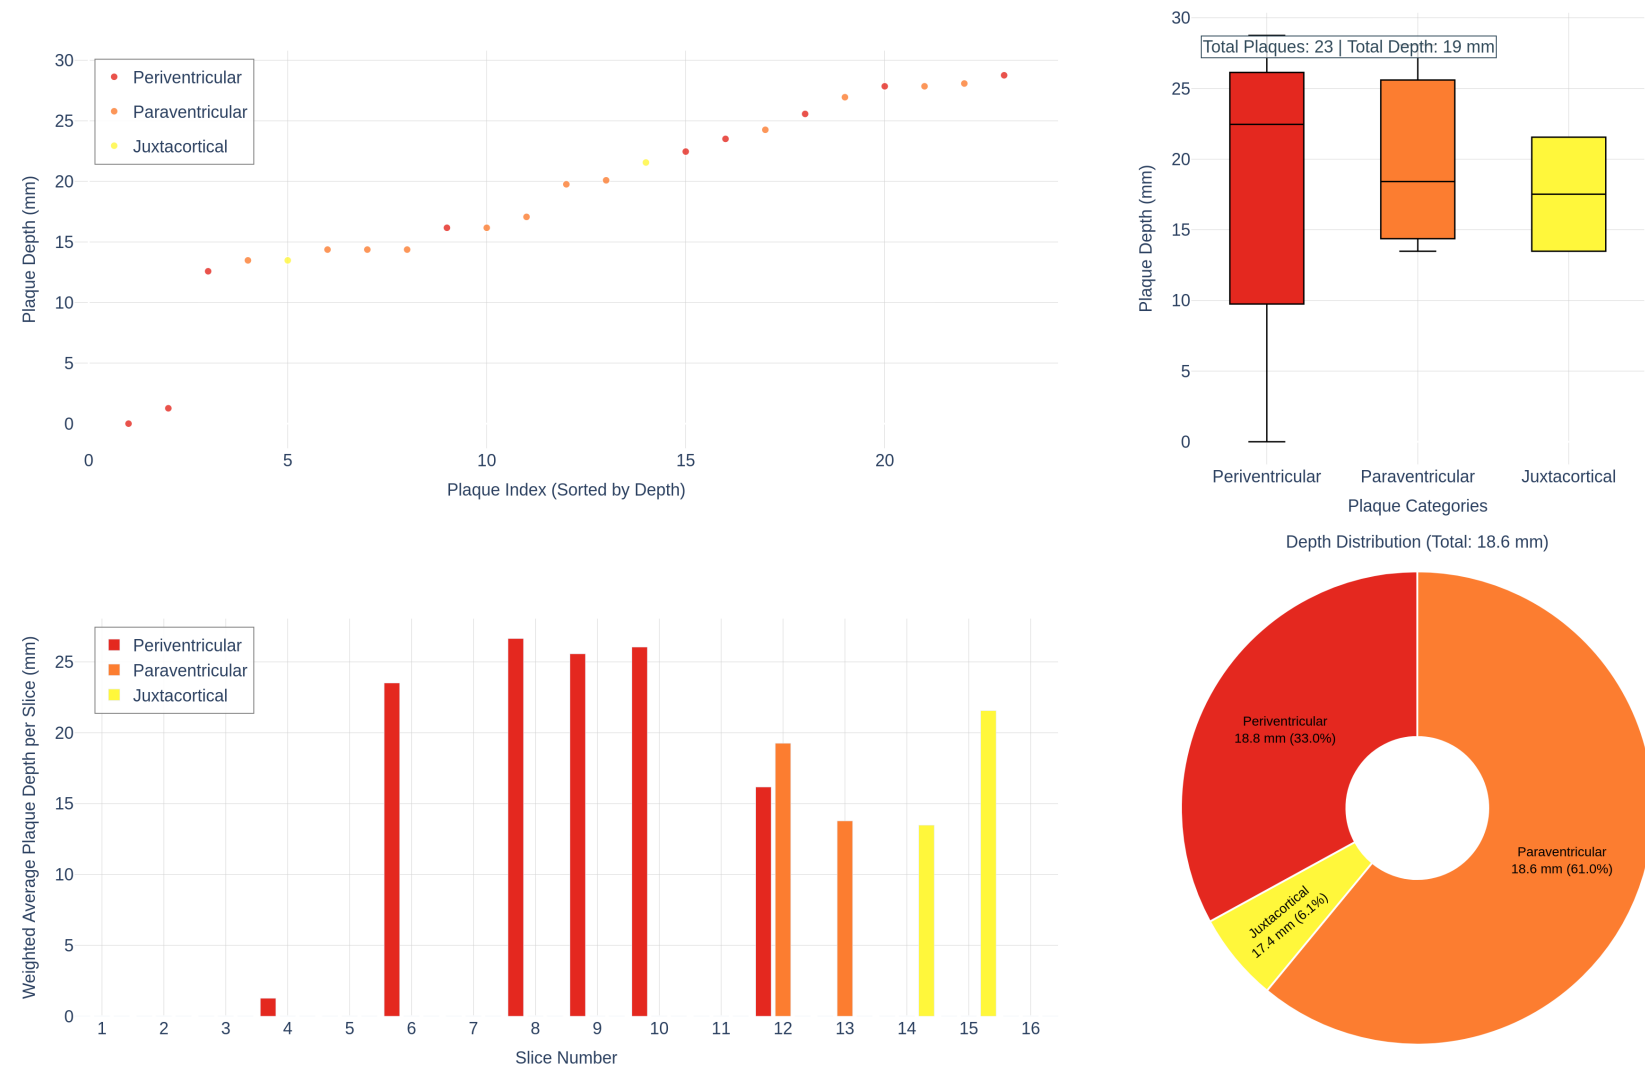 30
25
20
15
10
5
0
Plaque Depth (mm)
Periventricular
Paraventricular
Juxtacortical
0
5
10
15
20
Plaque Index (Sorted by Depth)
30
25
20
15
10
5
0
Plaque Depth (mm)
Total Plaques: 23 | Total Depth: 19 mm
Periventricular
Paraventricular
Juxtacortical
Plaque Categories
25
20
15
10
5
0
Weighted Average Plaque Depth per Slice (mm)
Periventricular
Paraventricular
Juxtacortical
1
2
3
4
5
6
7
8
9
10
11
12
13
14
15
16
Slice Number
Depth Distribution (Total: 18.6 mm)
Periventricular
18.8 mm (33.0%)
Paraventricular
18.6 mm (61.0%)
Juxtacortical
17.4 mm (6.1%)